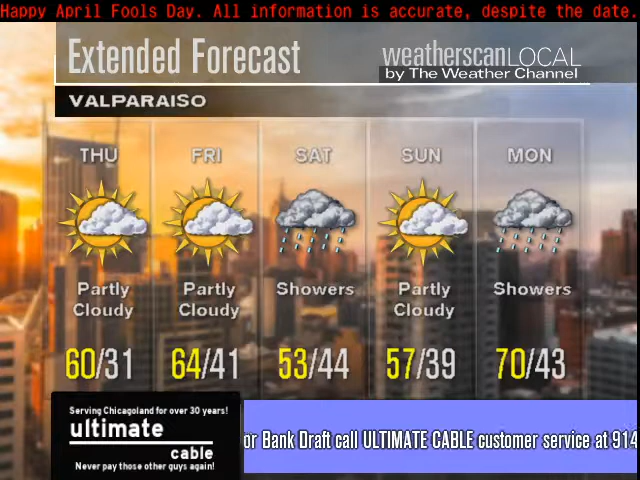 Happy April Fools Day. All information is accurate, despite the date.
Extended Forecast
weatherscanLOCAL
by The Weather Channel
VALPARAISO
THU FRI SAT SUN MON
Partly Cloudy
Partly Cloudy
Showers
Partly Cloudy
Showers
60/31 64/41 53/44 57/39 70/43
Serving Chicagoland for over 30 years!
ultimate
cable
Never pay those other guys again!
or Bank Draft call ULTIMATE CABLE customer service at 914